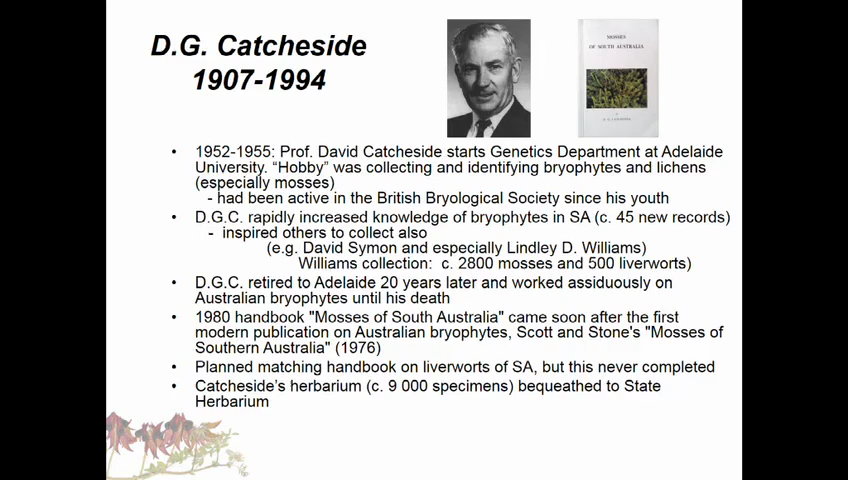 D.G. Catcheside
1907-1994
MOSSES
OF SOUTH AUSTRALIA
D. G. CATCHESIDE
• 1952-1955: Prof. David Catcheside starts Genetics Department at Adelaide
University. “Hobby” was collecting and identifying bryophytes and lichens
(especially mosses)
- had been active in the British Bryological Society since his youth
• D.G.C. rapidly increased knowledge of bryophytes in SA (c. 45 new records)
- inspired others to collect also
(e.g. David Symon and especially Lindley D. Williams)
Williams collection: c. 2800 mosses and 500 liverworts)
• D.G.C. retired to Adelaide 20 years later and worked assiduously on
Australian bryophytes until his death
• 1980 handbook "Mosses of South Australia" came soon after the first
modern publication on Australian bryophytes, Scott and Stone's "Mosses of
Southern Australia" (1976)
• Planned matching handbook on liverworts of SA, but this never completed
• Catcheside’s herbarium (c. 9 000 specimens) bequeathed to State
Herbarium